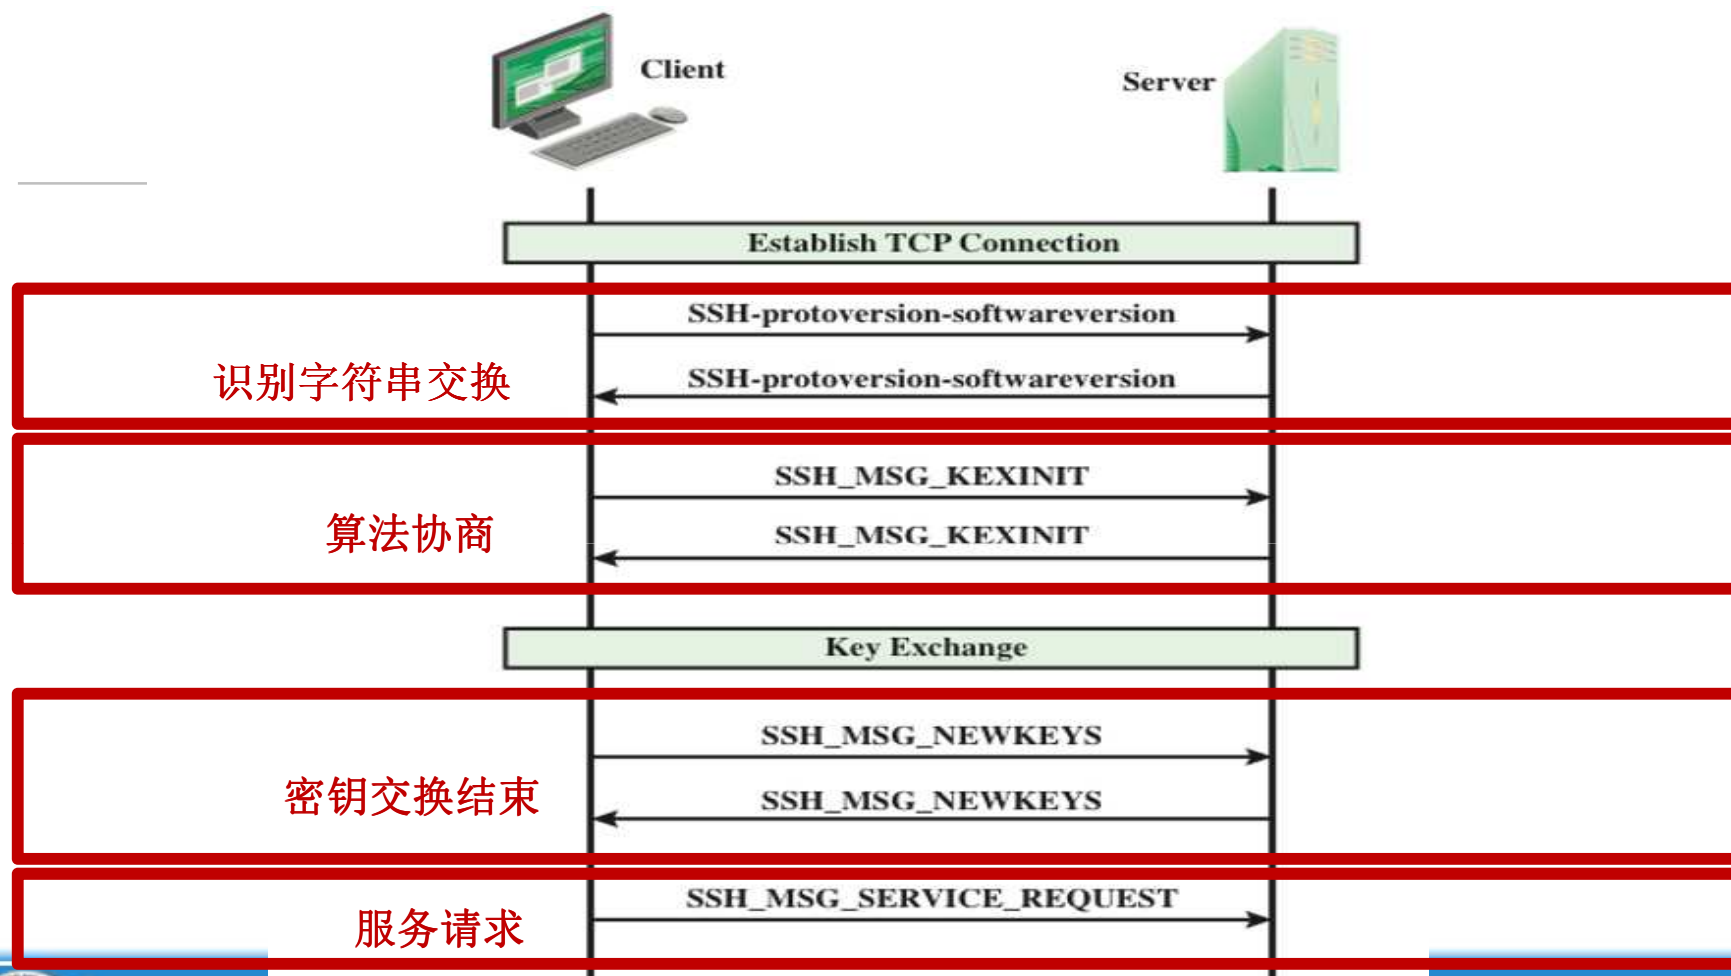 Client
Server
Establish TCP Connection
SSH-protoversion-softwareversion
识别字符串交换
SSH-protoversion-softwareversion
SSH_MSG_KEXINIT
算法协商
SSH_MSG_KEXINIT
Key Exchange
SSH_MSG_NEWKEYS
密钥交换结束
SSH_MSG_NEWKEYS
SSH_MSG_SERVICE_REQUEST
服务请求